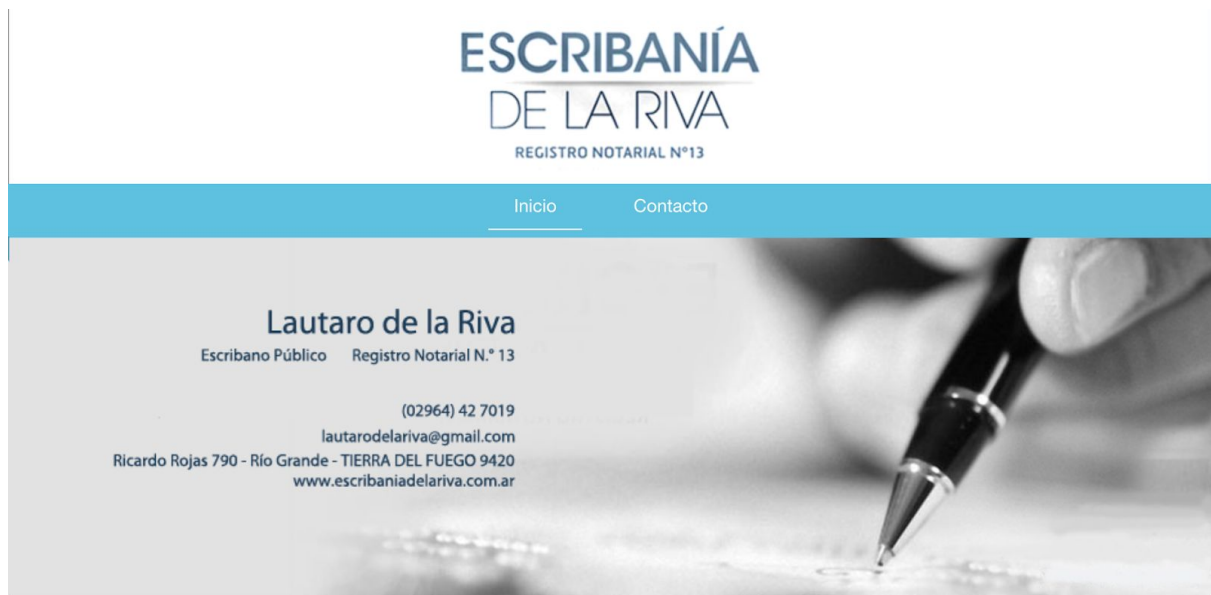 ESCRIBANÍA
DE LA RIVA
REGISTRO NOTARIAL Nº13
Inicio Contacto
Lautaro de la Riva
Escribano Público Registro Notarial N.° 13
(02964) 42 7019
lautarodelariva@gmail.com
Ricardo Rojas 790 - Río Grande - TIERRA DEL FUEGO 9420
www.escribaniadelariva.com.ar